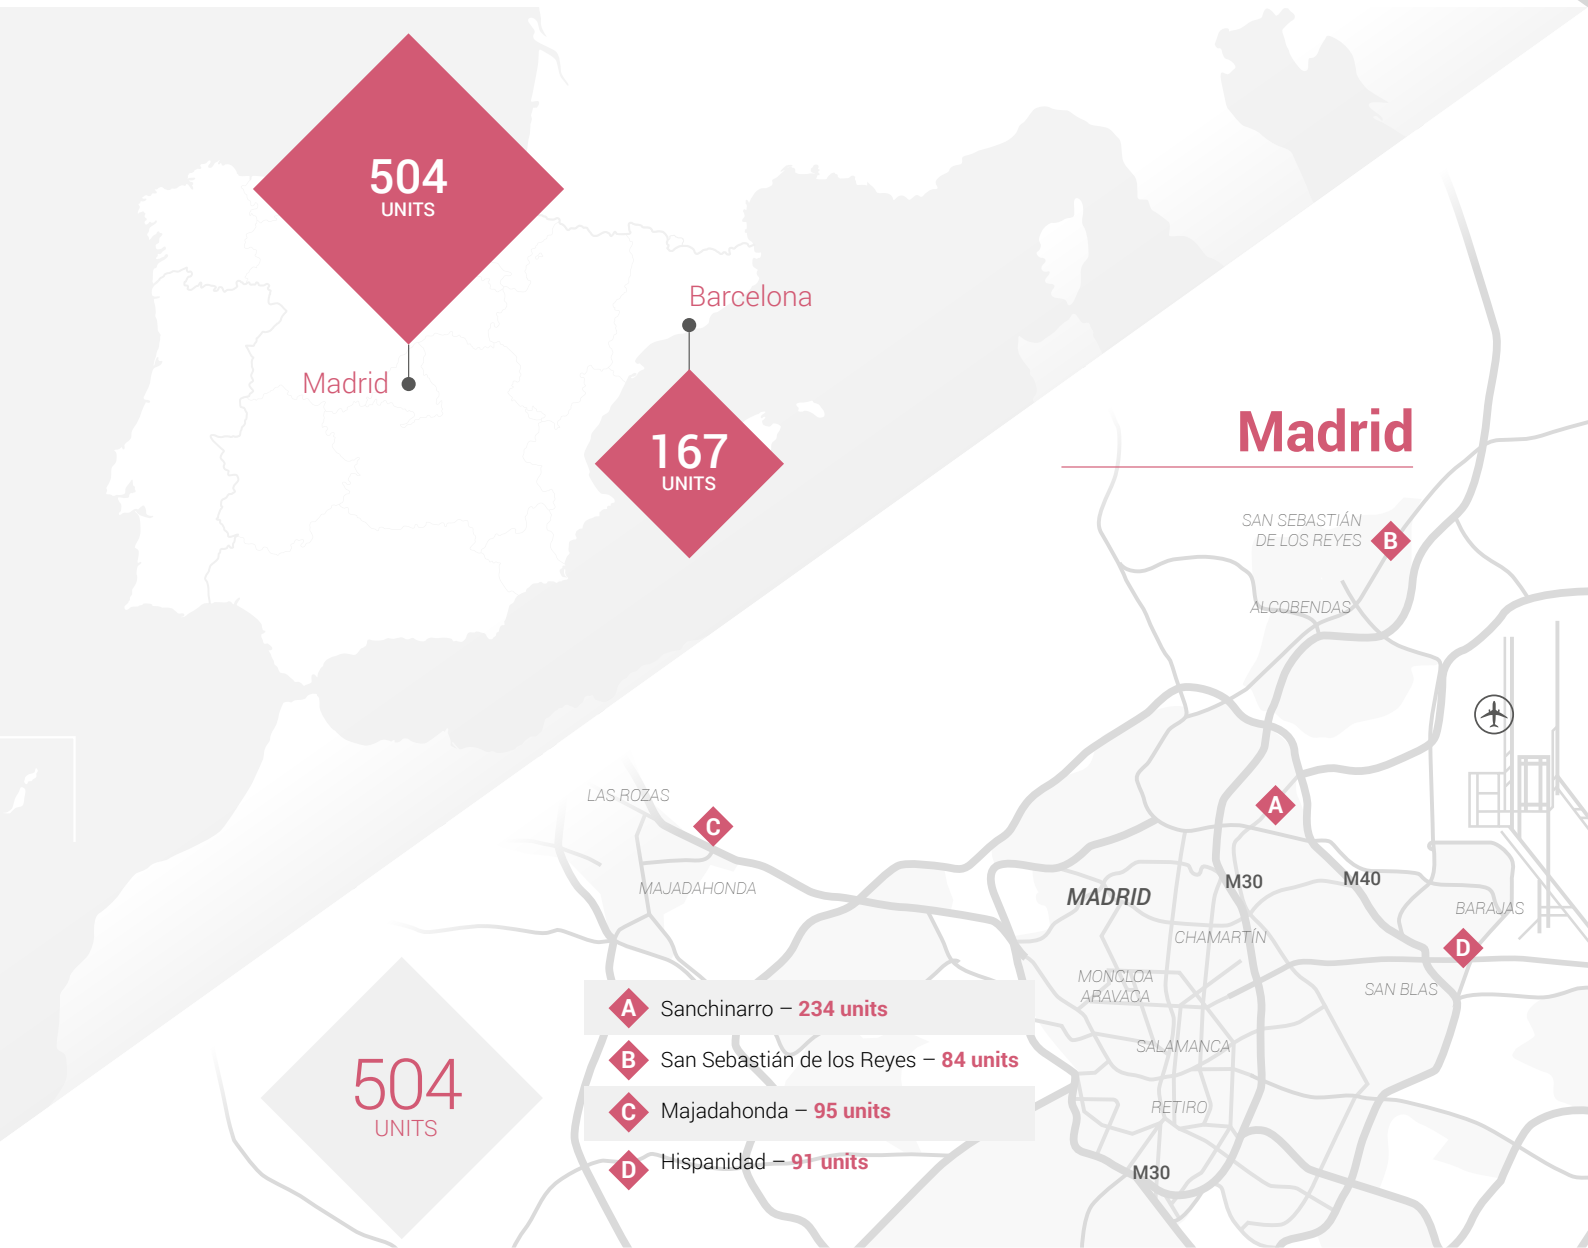 504
UNITS
Barcelona
Madrid
167
UNITS
Madrid
SAN SEBASTIÁN
DE LOS REYES
B
ALCOBENDAS
LAS ROZAS
C
A
MAJADAHONDA
MADRID
M30
M40
BARAJAS
CHAMARTÍN
D
MONCLOA
ARAVACA
SAN BLAS
SALAMANCA
RETIRO
M30
504
UNITS
A Sanchinarro – 234 units
B San Sebastián de los Reyes – 84 units
C Majadahonda – 95 units
D Hispanidad – 91 units